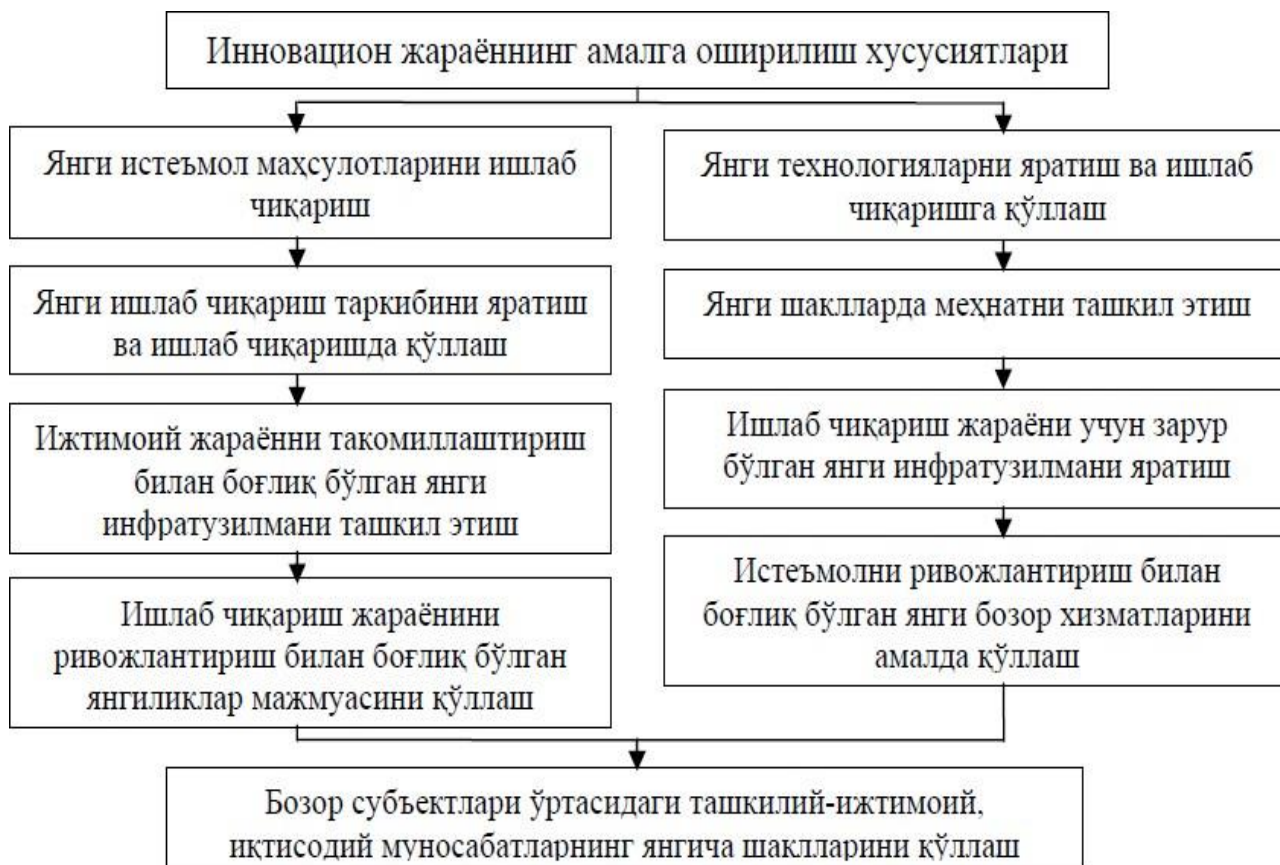 Инновацион жараённинг амалга оширилиш хусусиятлари
Янги истеъмол маҳсулотларини ишлаб
чиқариш
Янги ишлаб чиқариш таркибини яратиш
ва ишлаб чиқаришда қўллаш
Ижтимоий жараённи такомиллаштириш
билан боғлиқ бўлган янги
инфратузилмани ташкил этиш
Ишлаб чиқариш жараёнини
ривожлантириш билан боғлиқ бўлган
янгиликлар мажмуасини қўллаш
Янги технологияларни яратиш ва ишлаб
чиқаришга қўллаш
Янги шаклларда меҳнатни ташкил этиш
Ишлаб чиқариш жараёни учун зарур
бўлган янги инфратузилмани яратиш
Истеъмолни ривожлантириш билан
боғлиқ бўлган янги бозор хизматларини
амалда қўллаш
Бозор субъектлари ўртасидаги ташкилий-ижтимоий,
иқтисодий муносабатларнинг янгича шаклларини қўллаш